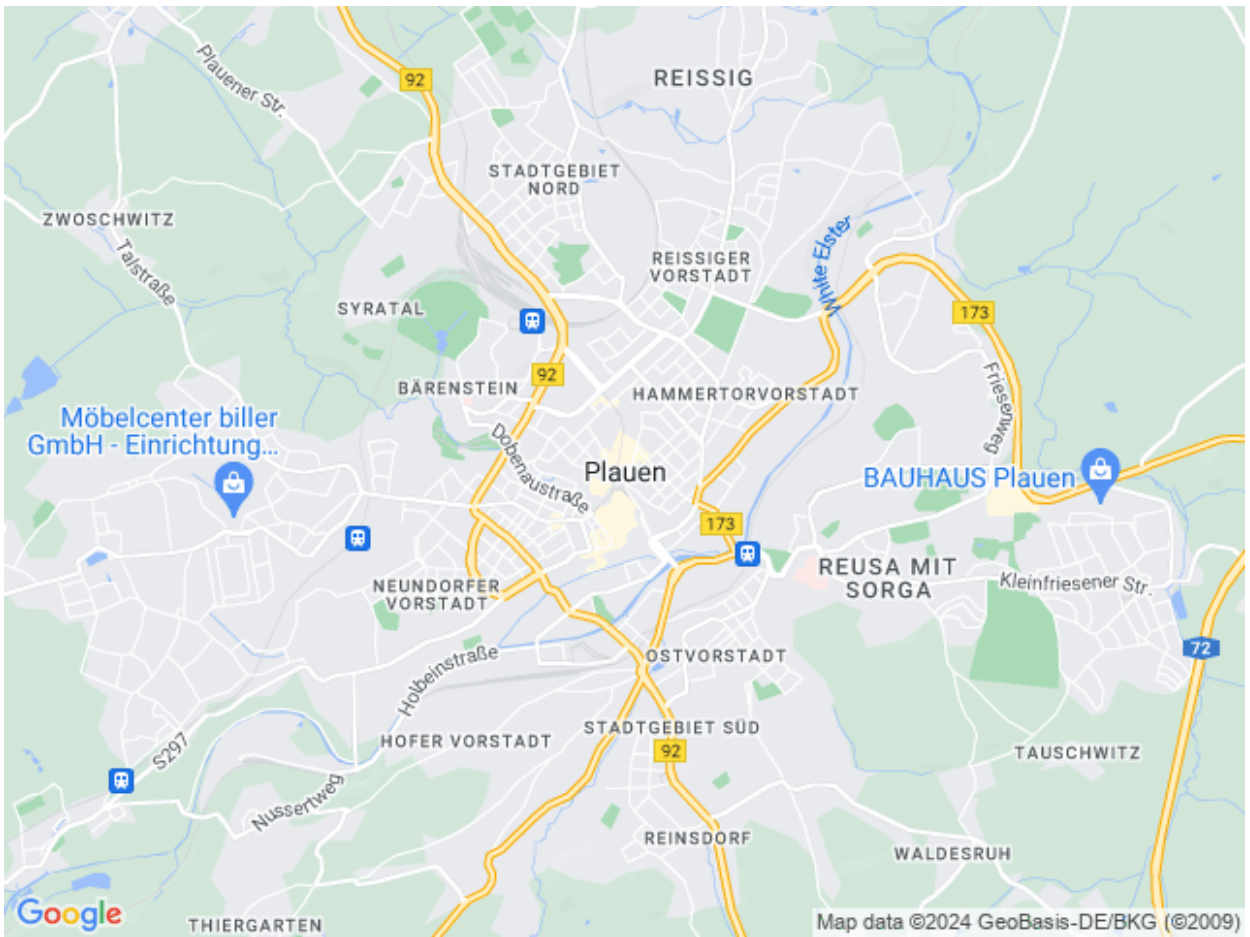 92
REISSIG
Plauener Str.
STADTGEBIET
NORD
ZWOSCHWITZ
Talstraße
White Elster
REISSIGER
VORSTADT
SYRATAL
173
92
BÄRENSTEIN
HAMMERTORVORSTADT
Friesenweg
Möbelcenter biller
GmbH - Einrichtung...
Dobenaustraße
Plauen
BAUHAUS Plauen
173
REUSA MIT
SORGA
Kleinfriesener Str.
NEUNDORFER
VORSTADT
72
Holbeinstraße
OSTVORSTADT
STADTGEBIET SÜD
HOFER VORSTADT
S297
92
TAUSCHWITZ
Nussertweg
REINSDORF
WALDESRUH
Google
THIERGARTEN
Map data ©2024 GeoBasis-DE/BKG (©2009)